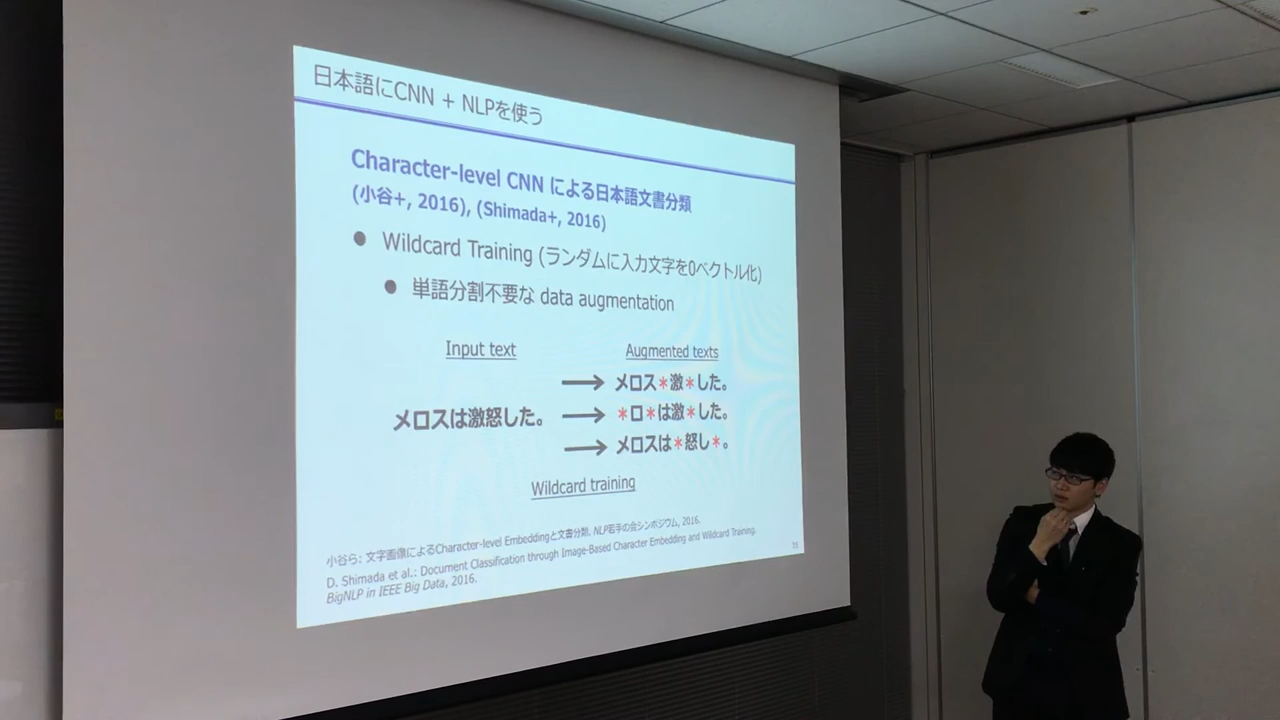 日本語にCNN + NLPを使う
Character-level CNN による日本語文書分類
(小谷+, 2016), (Shimada+, 2016)
● Wildcard Training (ランダムに入力文字を0ベクトル化)
● 単語分割不要な data augmentation
Input text
Augmented texts
メロスは激怒した。
→ メロス*激*した。
→ *ロ*は激*した。
→ メロスは*怒し*。
Wildcard training
小谷ら: 文字画像によるCharacter-level Embeddingと文書分類, NLP若手の会シンポジウム, 2016.
D. Shimada et al.: Document Classification through Image-Based Character Embedding and Wildcard Training.
BigNLP in IEEE Big Data, 2016.